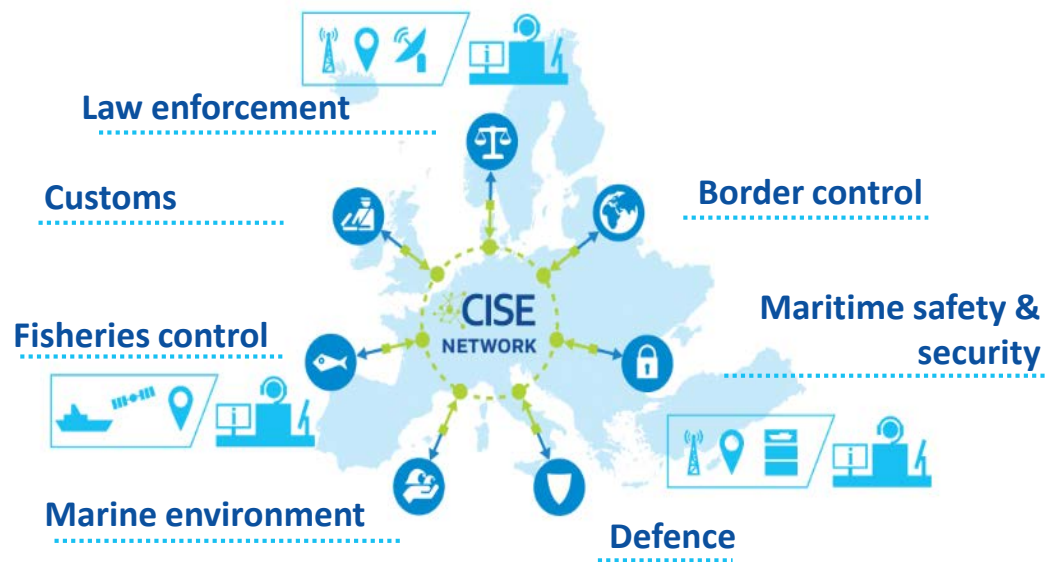 Law enforcement
Customs
Border control
CISE
NETWORK
Maritime safety &
security
Fisheries control
Marine environment
Defence